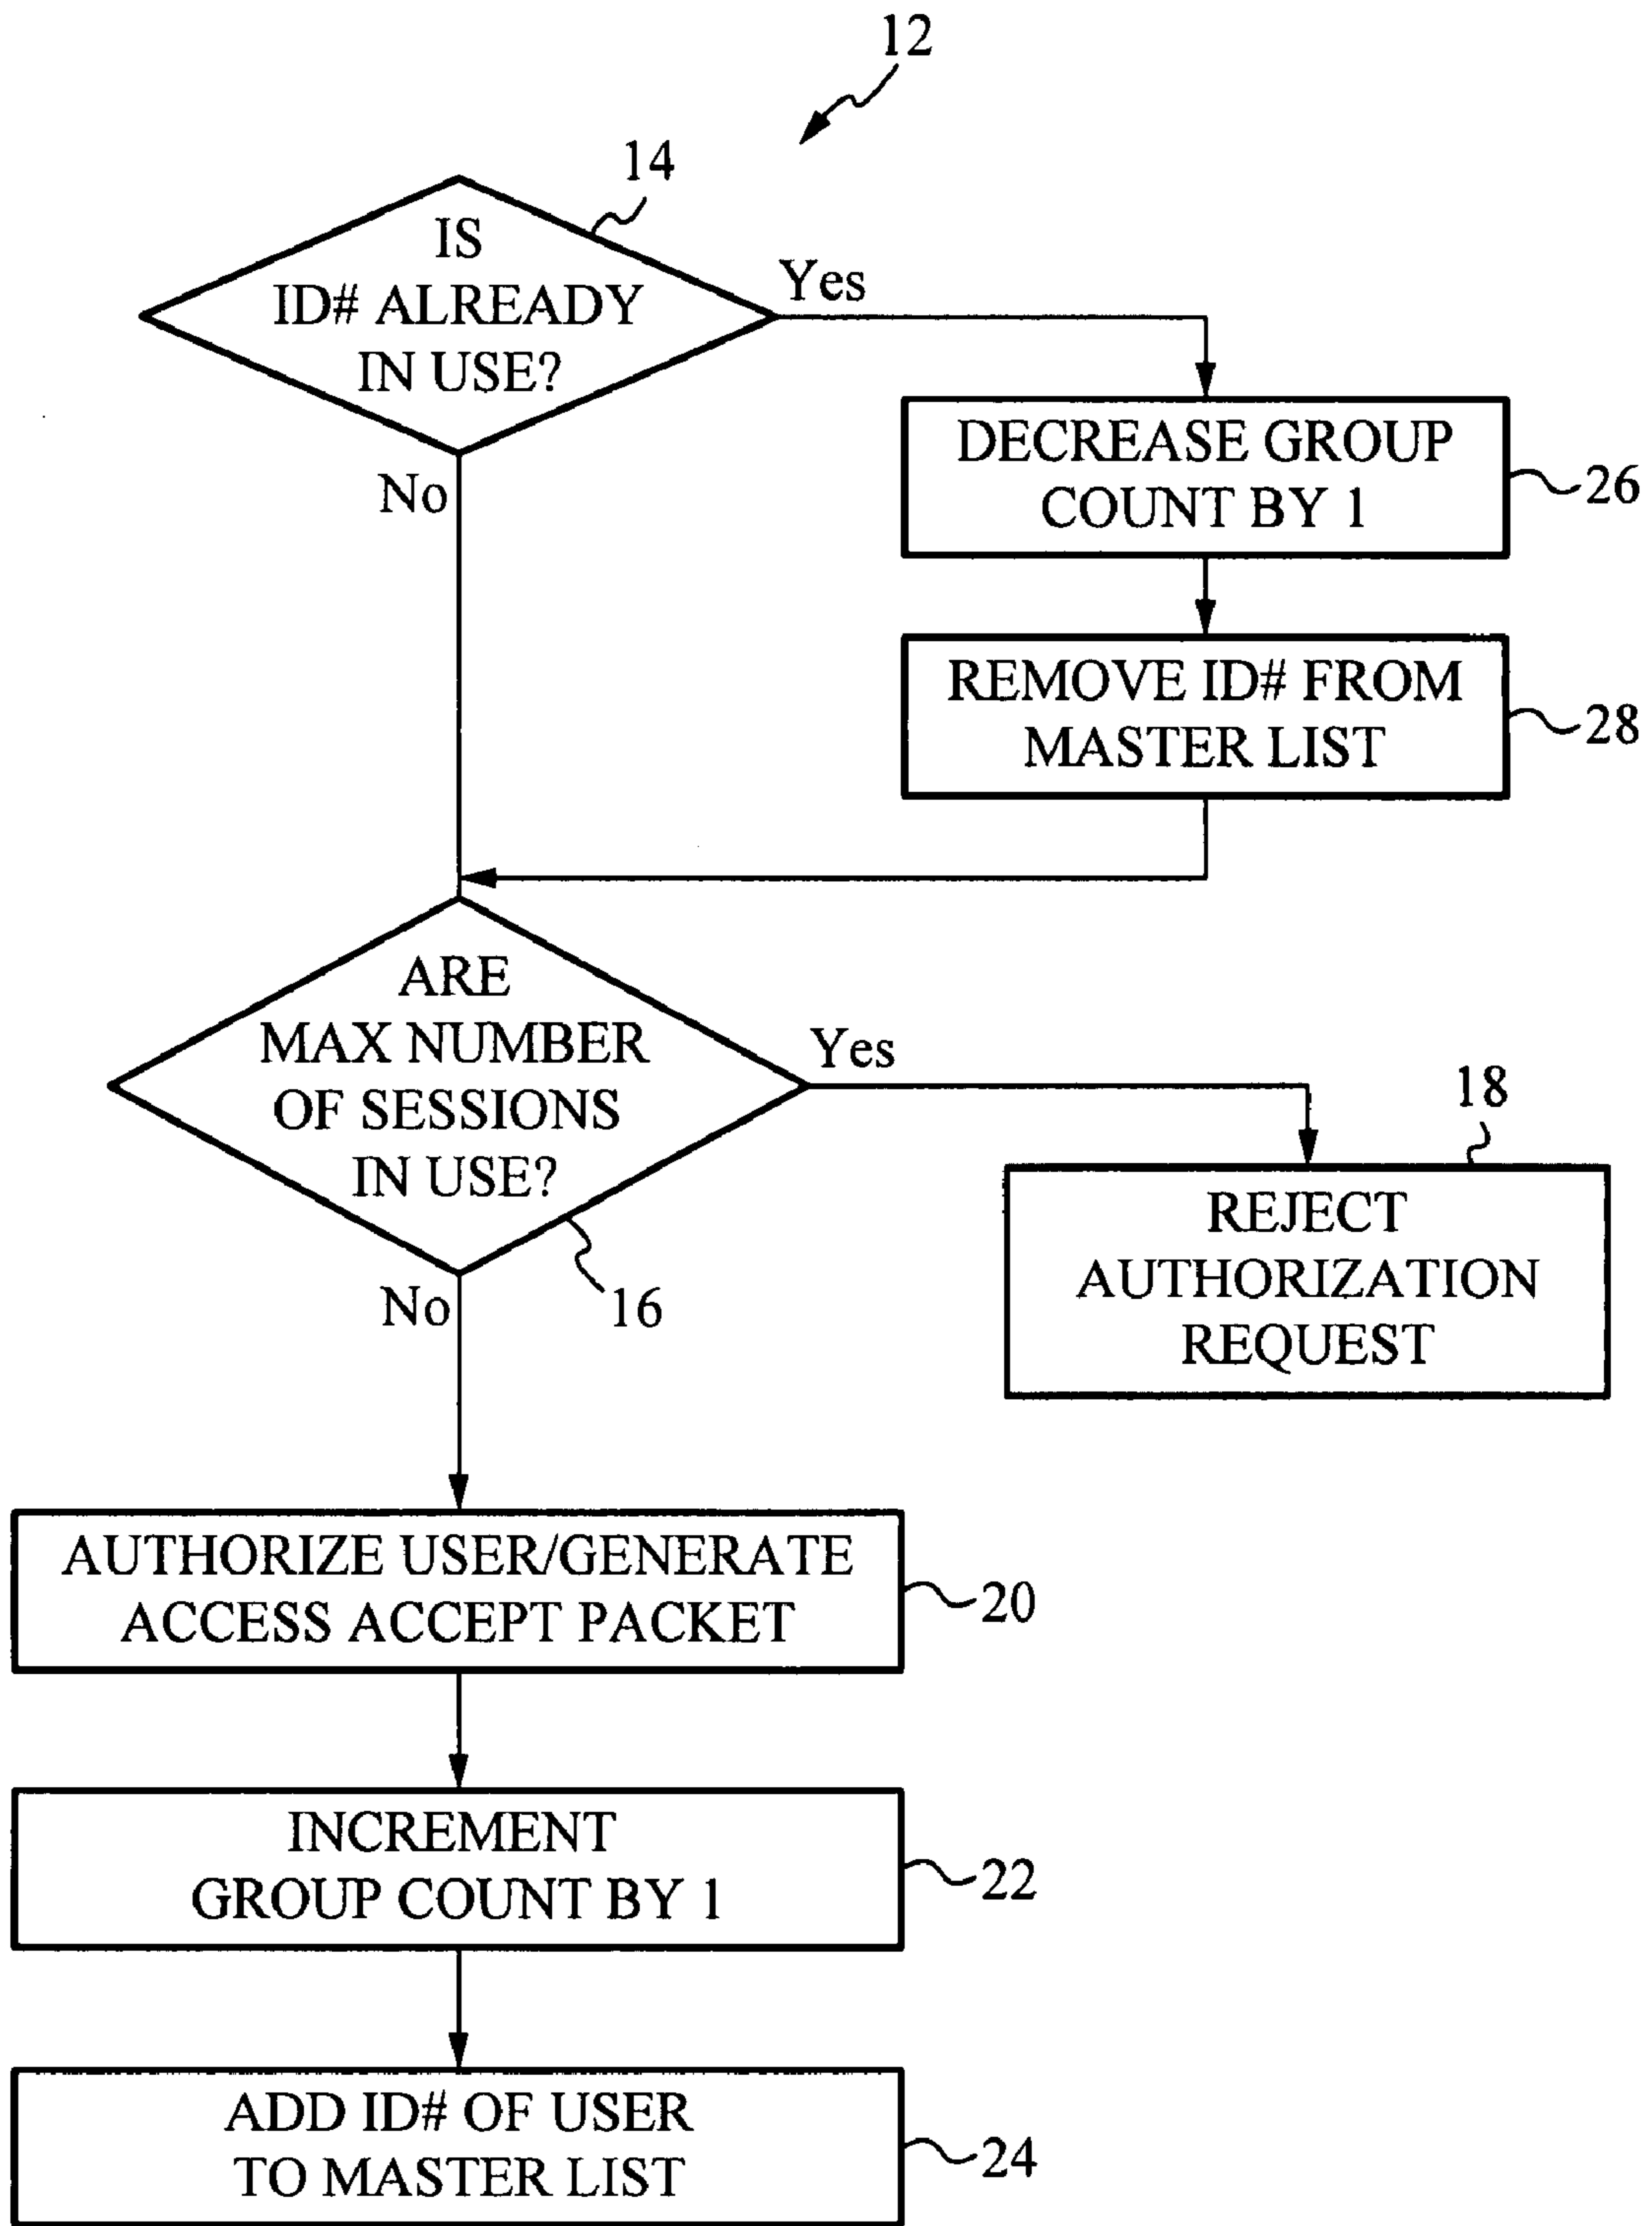 12
14
IS
ID# ALREADY
IN USE?
Yes
No
DECREASE GROUP
COUNT BY 1
26
REMOVE ID# FROM
MASTER LIST
28
ARE
MAX NUMBER
OF SESSIONS
IN USE?
Yes
No
16
18
REJECT
AUTHORIZATION
REQUEST
AUTHORIZE USER/GENERATE
ACCESS ACCEPT PACKET
20
INCREMENT
GROUP COUNT BY 1
22
ADD ID# OF USER
TO MASTER LIST
24